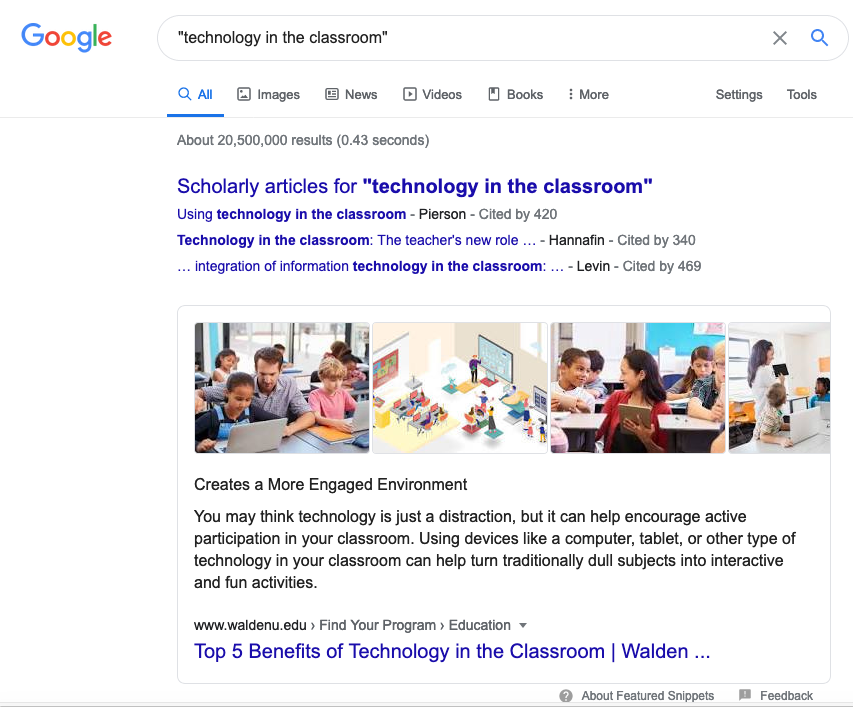 Google
"technology in the classroom"
All Images News Videos Books More Settings Tools
About 20,500,000 results (0.43 seconds)
Scholarly articles for "technology in the classroom"
Using technology in the classroom - Pierson - Cited by 420
Technology in the classroom: The teacher's new role … - Hannafin - Cited by 340
… integration of information technology in the classroom: … - Levin - Cited by 469
Creates a More Engaged Environment
You may think technology is just a distraction, but it can help encourage active
participation in your classroom. Using devices like a computer, tablet, or other type of
technology in your classroom can help turn traditionally dull subjects into interactive
and fun activities.
www.waldenu.edu › Find Your Program › Education
Top 5 Benefits of Technology in the Classroom | Walden ...
About Featured Snippets Feedback